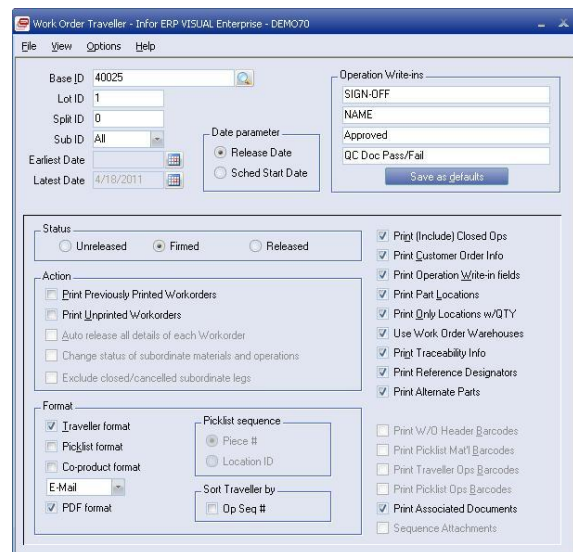 Work Order Traveller - Infor ERP VISUAL Enterprise - DEMO70
File View Options Help
Base ID 40025
Lot ID 1
Split ID 0
Sub ID All
Earliest Date
Latest Date 4/18/2011
Date parameter
Release Date
Sched Start Date
Operation Write-ins
SIGN-OFF
NAME
Approved
QC Doc Pass/Fail
Save as defaults
Status
Unreleased Firmed Released
Action
Print Previously Printed Workorders
Print Unprinted Workorders
Auto release all details of each Workorder
Change status of subordinate materials and operations
Exclude closed/cancelled subordinate legs
Format
Traveller format
Picklist format
Co-product format
E-Mail
PDF format
Picklist sequence
Piece #
Location ID
Sort Traveller by
Op Seq #
Print (Include) Closed Ops
Print Customer Order Info
Print Operation Write-in fields
Print Part Locations
Print Only Locations w/QTY
Use Work Order Warehouses
Print Traceability Info
Print Reference Designators
Print Alternate Parts
Print W/O Header Barcodes
Print Picklist Mat'l Barcodes
Print Traveller Ops Barcodes
Print Picklist Ops Barcodes
Print Associated Documents
Sequence Attachments